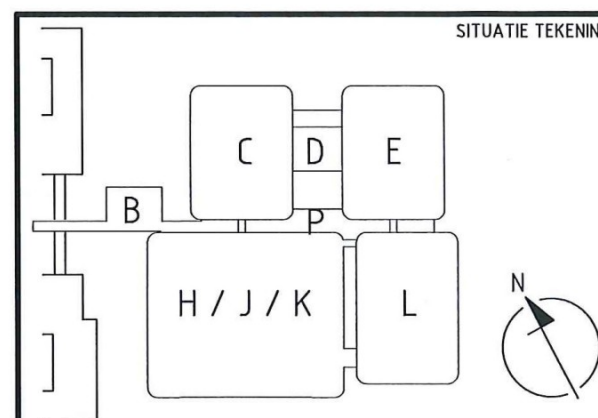 SITUATIE TEKENIN
C D E
B
P
H / J / K L
N